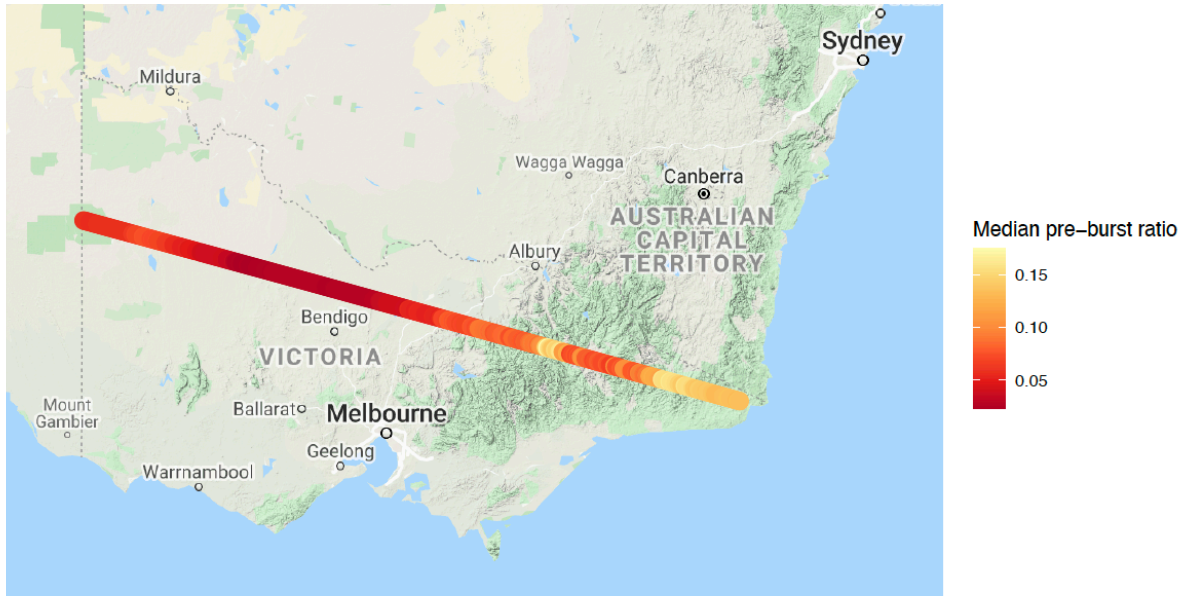 Sydney
Mildura
Wagga Wagga
Canberra
AUSTRALIAN
CAPITAL
TERRITORY
Albury
Bendigo
VICTORIA
Mount
Gambier
Ballarat
Melbourne
Geelong
Warrnambool
Median pre−burst ratio
0.15
0.10
0.05